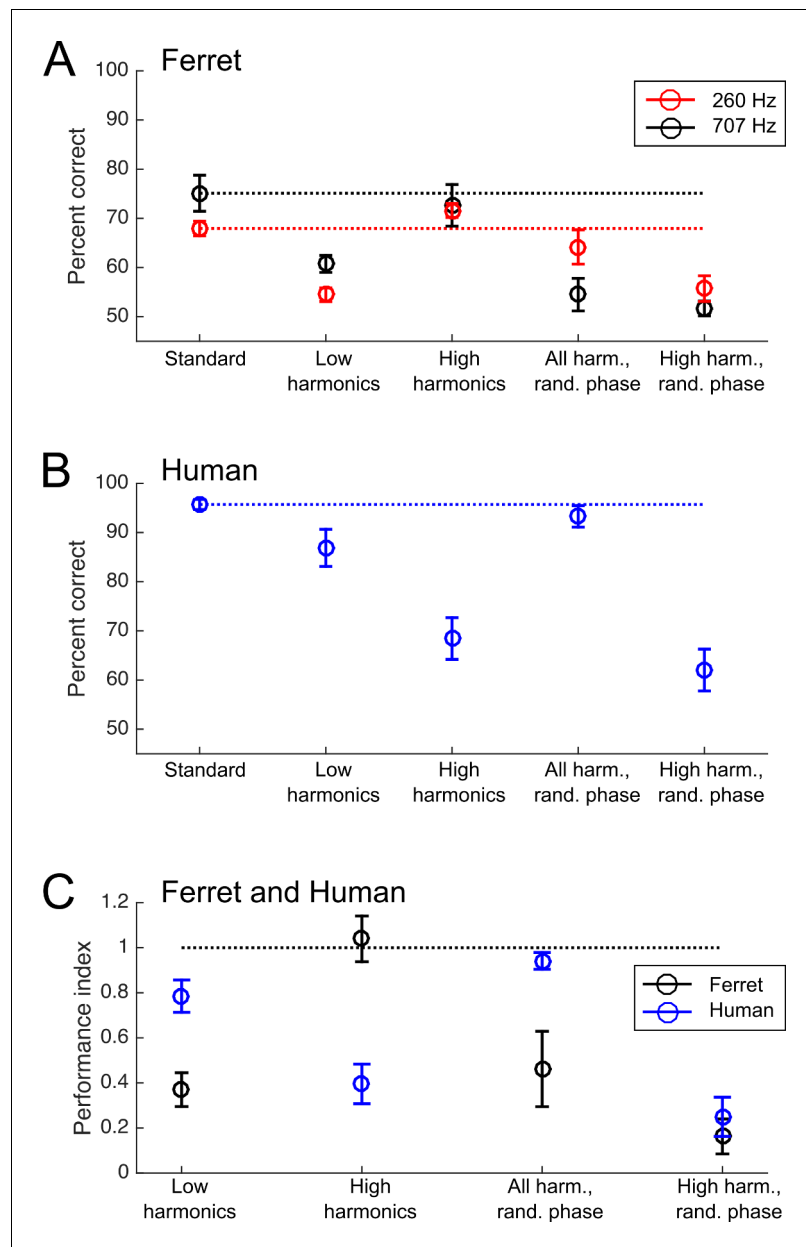 A Ferret
100
90
80
70
60
50
Percent correct
260 Hz
707 Hz
Standard
Low
harmonics
High
harmonics
All harm.,
rand. phase
High harm.,
rand. phase
B Human
100
90
80
70
60
50
Percent correct
Standard
Low
harmonics
High
harmonics
All harm.,
rand. phase
High harm.,
rand. phase
C Ferret and Human
1.2
1
0.8
0.6
0.4
0.2
0
Performance index
Ferret
Human
Low
harmonics
High
harmonics
All harm.,
rand. phase
High harm.,
rand. phase